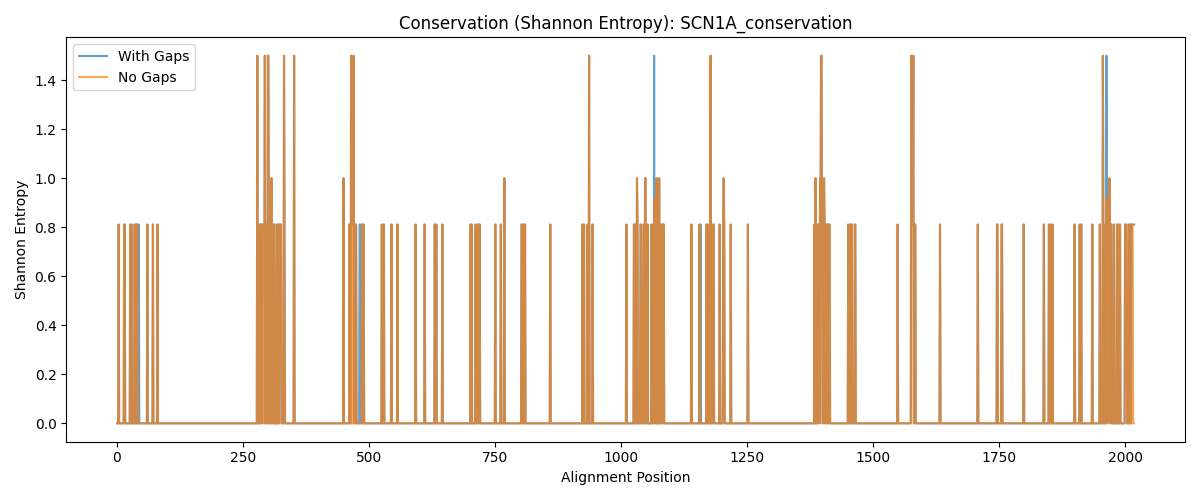 Conservation (Shannon Entropy): SCN1A_conservation
With Gaps
No Gaps
1.4
1.2
1.0
0.8
0.6
0.4
0.2
0.0
Shannon Entropy
0 250 500 750 1000 1250 1500 1750 2000
Alignment Position